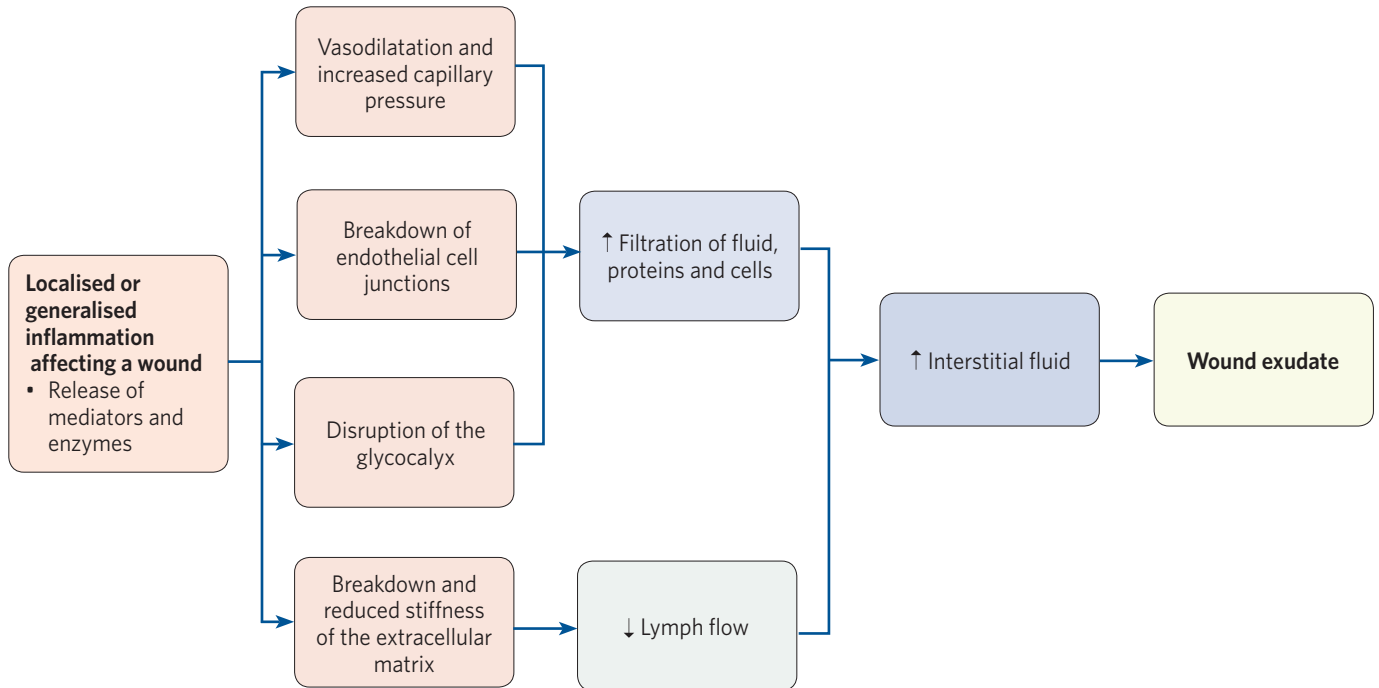 Vasodilatation and
increased capillary
pressure
Breakdown of
endothelial cell
junctions
↑ Filtration of fluid,
proteins and cells
Localised or
generalised
inflammation
affecting a wound
• Release of
mediators and
enzymes
↑ Interstitial fluid
Wound exudate
Disruption of the
glycocalyx
Breakdown and
reduced stiffness
of the extracellular
matrix
↓ Lymph flow